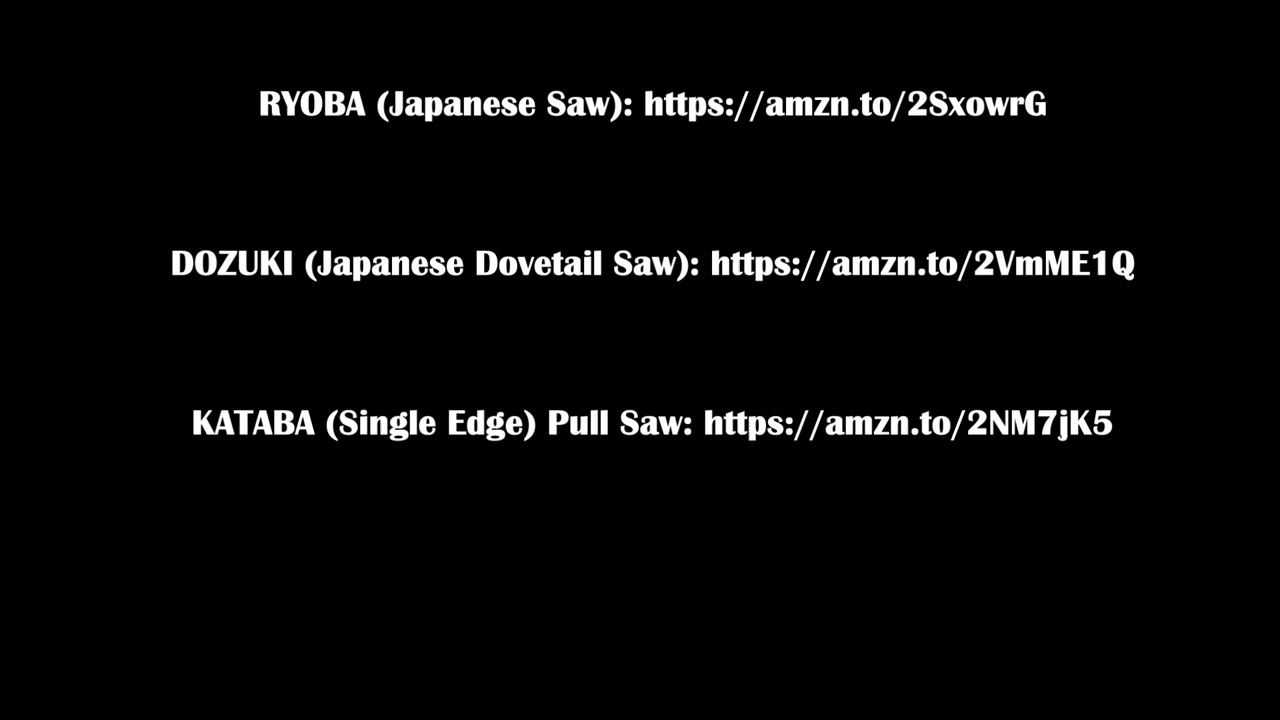 RYOBA (Japanese Saw): https://amzn.to/2SxowrG
DOZUKI (Japanese Dovetail Saw): https://amzn.to/2VmME1Q
KATABA (Single Edge) Pull Saw: https://amzn.to/2NM7jK5